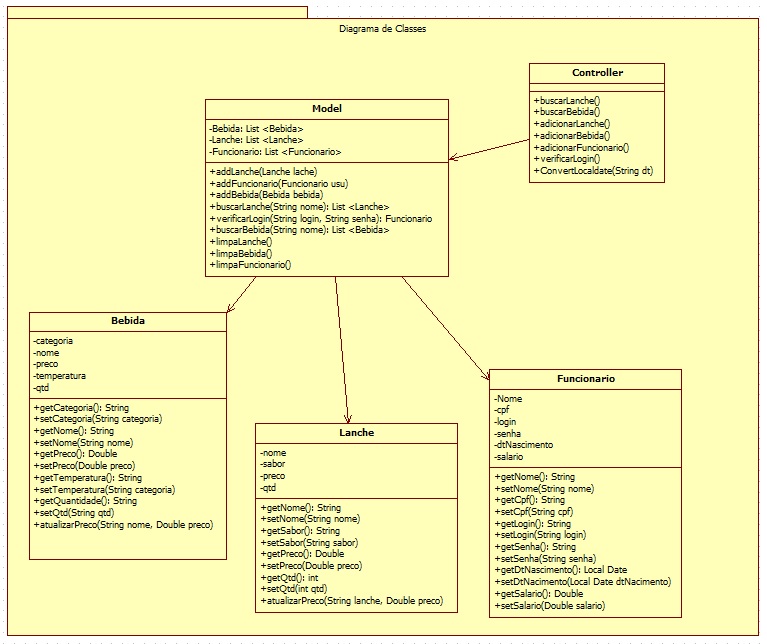 Diagrama de Classes
Controller
+buscarLanche()
+buscarBebida()
+adicionarLanche()
+adicionarBebida()
+adicionarFuncionario()
+verificarLogin()
+ConvertLocaldate(String dt)
Model
-Bebida: List <Bebida>
-Lanche: List <Lanche>
-Funcionario: List <Funcionario>
+addLanche(Lanche lache)
+addFuncionario(Funcionario usu)
+addBebida(Bebida bebida)
+buscarLanche(String nome): List <Lanche>
+verificarLogin(String login, String senha): Funcionario
+buscarBebida(String nome): List <Bebida>
+limpaLanche()
+limpaBebida()
+limpaFuncionario()
Bebida
-categoria
-nome
-preco
-temperatura
-qtd
+getCategoria(): String
+setCategoria(String categoria)
+getNome(): String
+setNome(String nome)
+getPreco(): Double
+setPreco(Double preco)
+getTemperatura(): String
+setTemperatura(String categoria)
+getQuantidade(): String
+setQtd(String qtd)
+atualizarPreco(String nome, Double preco)
Lanche
-nome
-sabor
-preco
-qtd
+getNome(): String
+setNome(String nome)
+getSabor(): String
+setSabor(String sabor)
+getPreco(): Double
+setPreco(Double preco)
+getQtd(): int
+setQtd(int qtd)
+atualizarPreco(String lanche, Double preco)
Funcionario
-Nome
-cpf
-login
-senha
-dtNascimento
-salario
+getNome(): String
+setNome(String nome)
+getCpf(): String
+setCpf(String cpf)
+getLogin(): String
+setLogin(String login)
+getSenha(): String
+setSenha(String senha)
+getDtNascimento(): Local Date
+setDtNacimento(Local Date dtNacimento)
+getSalario(): Double
+setSalario(Double salario)